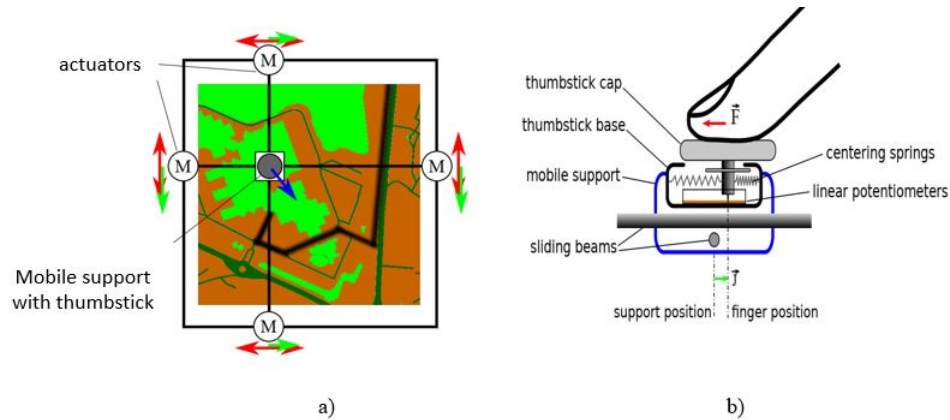 actuators
M
M
M
M
Mobile support
with thumbstick
a)
thumbstick cap
thumbstick base
mobile support
sliding beams
F
centering springs
linear potentiometers
J
support position
finger position
b)